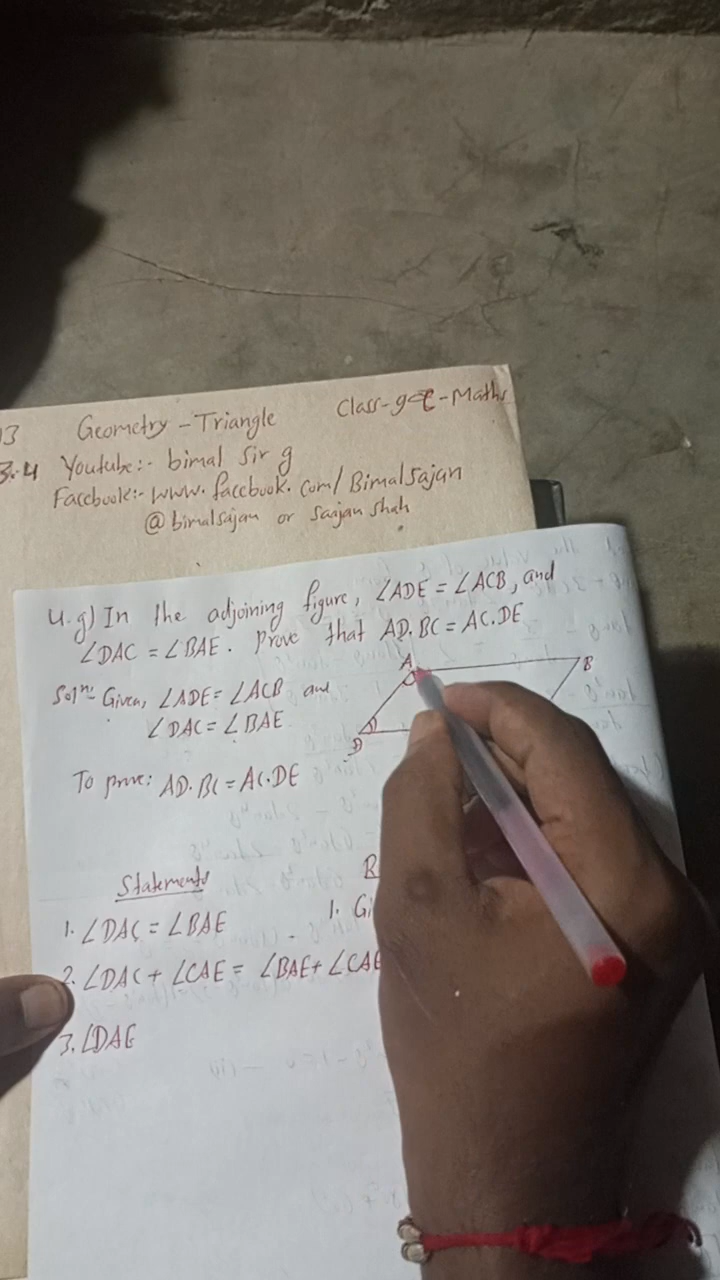 13 Geometry - Triangle Class-9 - Maths
3.4 Youtube:- bimal sir g
Facebook:- www.facebook.com/Bimalsajan
@bimalsajan or Saajan shah
4.g) In the adjoining figure, ∠ADE = ∠ACB, and
∠DAC = ∠BAE. Prove that AD.BC = AC.DE
Solⁿ:- Given, ∠ADE = ∠ACB and
∠DAC = ∠BAE
A B
D
To prove: AD.BC = AC.DE
Statements R
1. ∠DAC = ∠BAE 1. Gi
2. ∠DAC + ∠CAE = ∠BAE + ∠CAE
3. ∠DAE